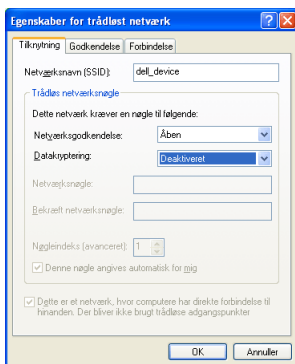 Egenskaber for trådløst netværk
Tilknytning Godkendelse Forbindelse
Netværksnavn (SSID): dell_device
Trådløs netværksnøgle
Dette netværk kræver en nøgle til følgende:
Netværksgodkendelse: Åben
Datakryptering: Deaktiveret
Netværksnøgle:
Bekræft netværksnøgle:
Nøgleindeks (avanceret): 1
Denne nøgle angives automatisk for mig
Dette er et netværk, hvor computere har direkte forbindelse til
hinanden. Der bliver ikke brugt trådløse adgangspunkter
OK Annuller